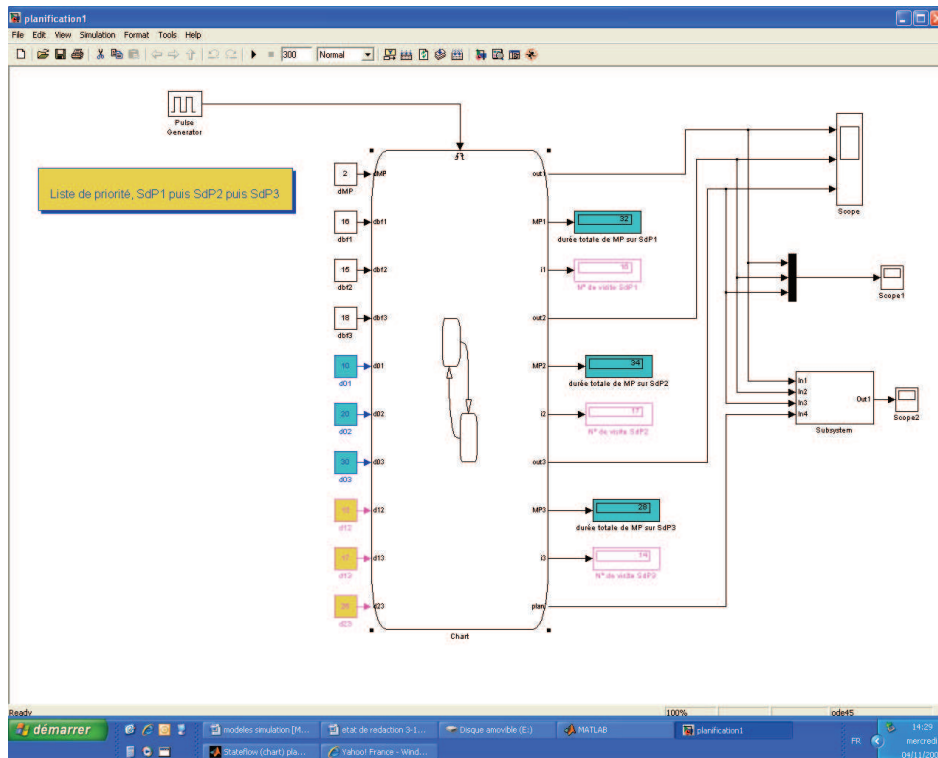 planification1
File Edit View Simulation Format Tools Help
300 Normal
Pulse
Generator
Liste de priorité, SdP1 puis SdP2 puis SdP3
2
dMP
dMP
16
dbf1
dbf1
15
dbf2
dbf2
18
dbf3
dbf3
10
d01
d01
20
d02
d02
30
d03
d03
d12
d12
d13
d23
out1
MP1
32
durée totale de MP sur SdP1
i1
N° de visite SdP1
out2
MP2
34
durée totale de MP sur SdP2
i2
17
N° de visite SdP2
out3
MP3
28
durée totale de MP sur SdP3
i3
14
N° de visite SdP3
plan
Chart
Scope
Scope1
In1
In2
In3
In4
Out1
Subsystem
Scope2
Ready
100%
ode45
démarrer
modeles simulation [M...
etat de redaction 3-1...
Disque amovible (E:)
MATLAB
planification1
Stateflow (chart) pla...
Yahoo! France - Wind...
FR
14:29
mercredi